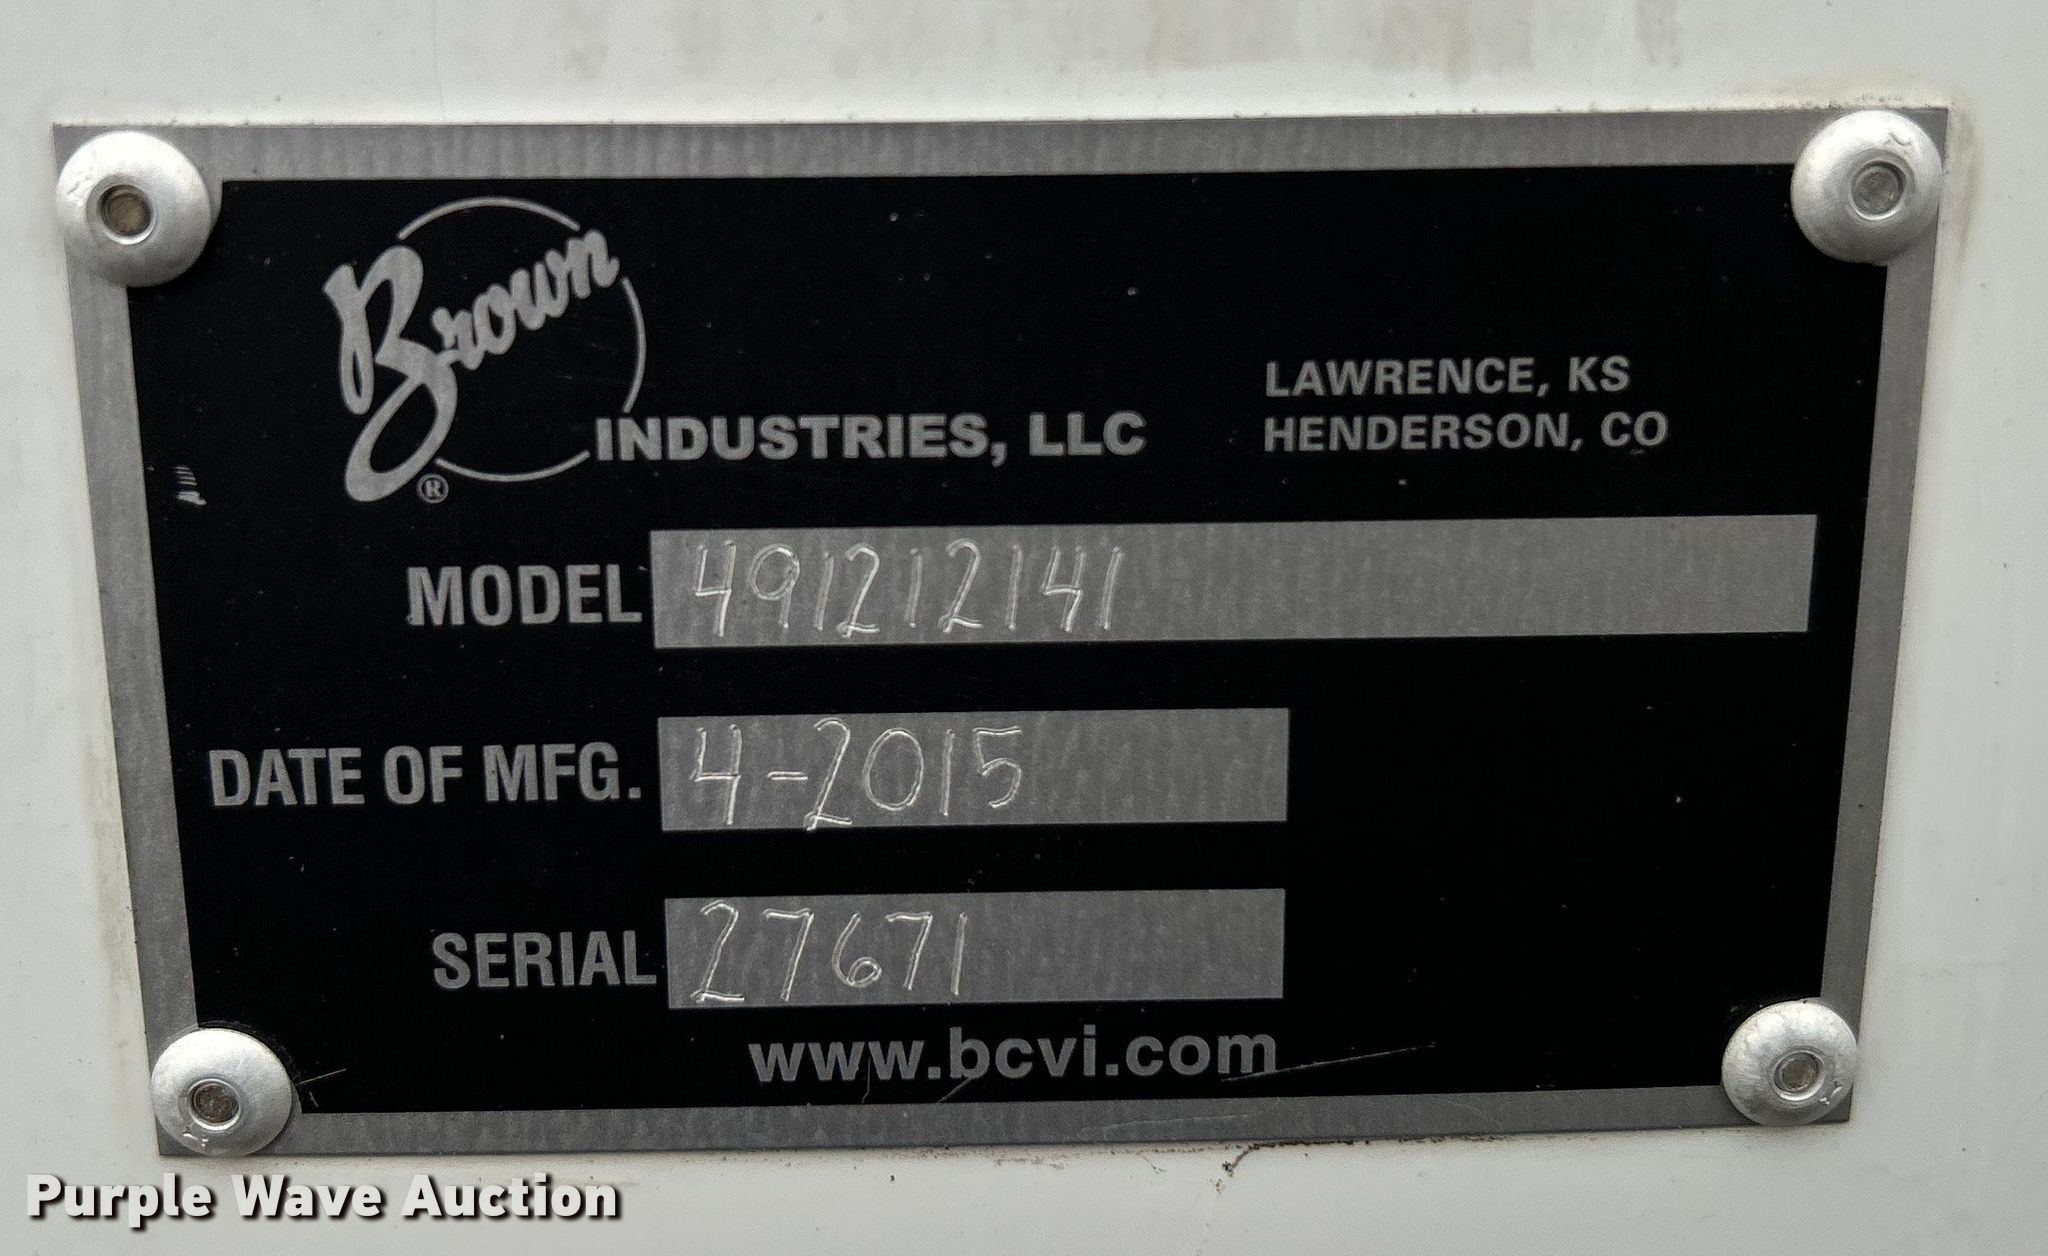 Brown ®
INDUSTRIES, LLC
LAWRENCE, KS
HENDERSON, CO
MODEL 491212141
DATE OF MFG. 4-2015
SERIAL 27671
www.bcvi.com
Purple Wave Auction